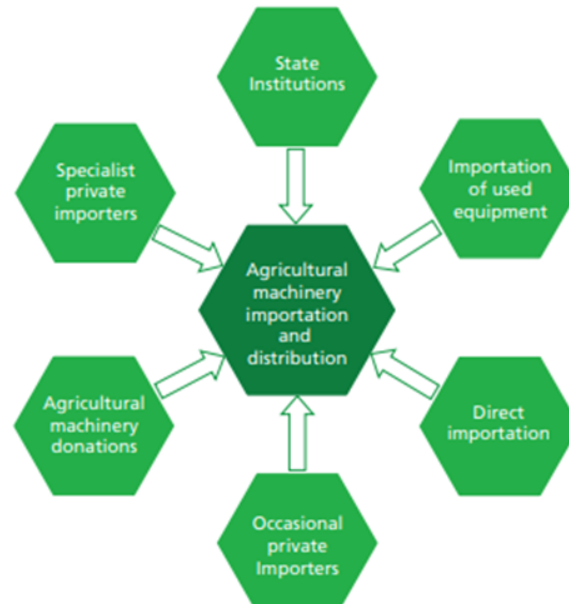 State
Institutions
Specialist
private
importers
Importation
of used
equipment
Agricultural
machinery
importation
and
distribution
Agricultural
machinery
donations
Direct
importation
Occasional
private
Importers